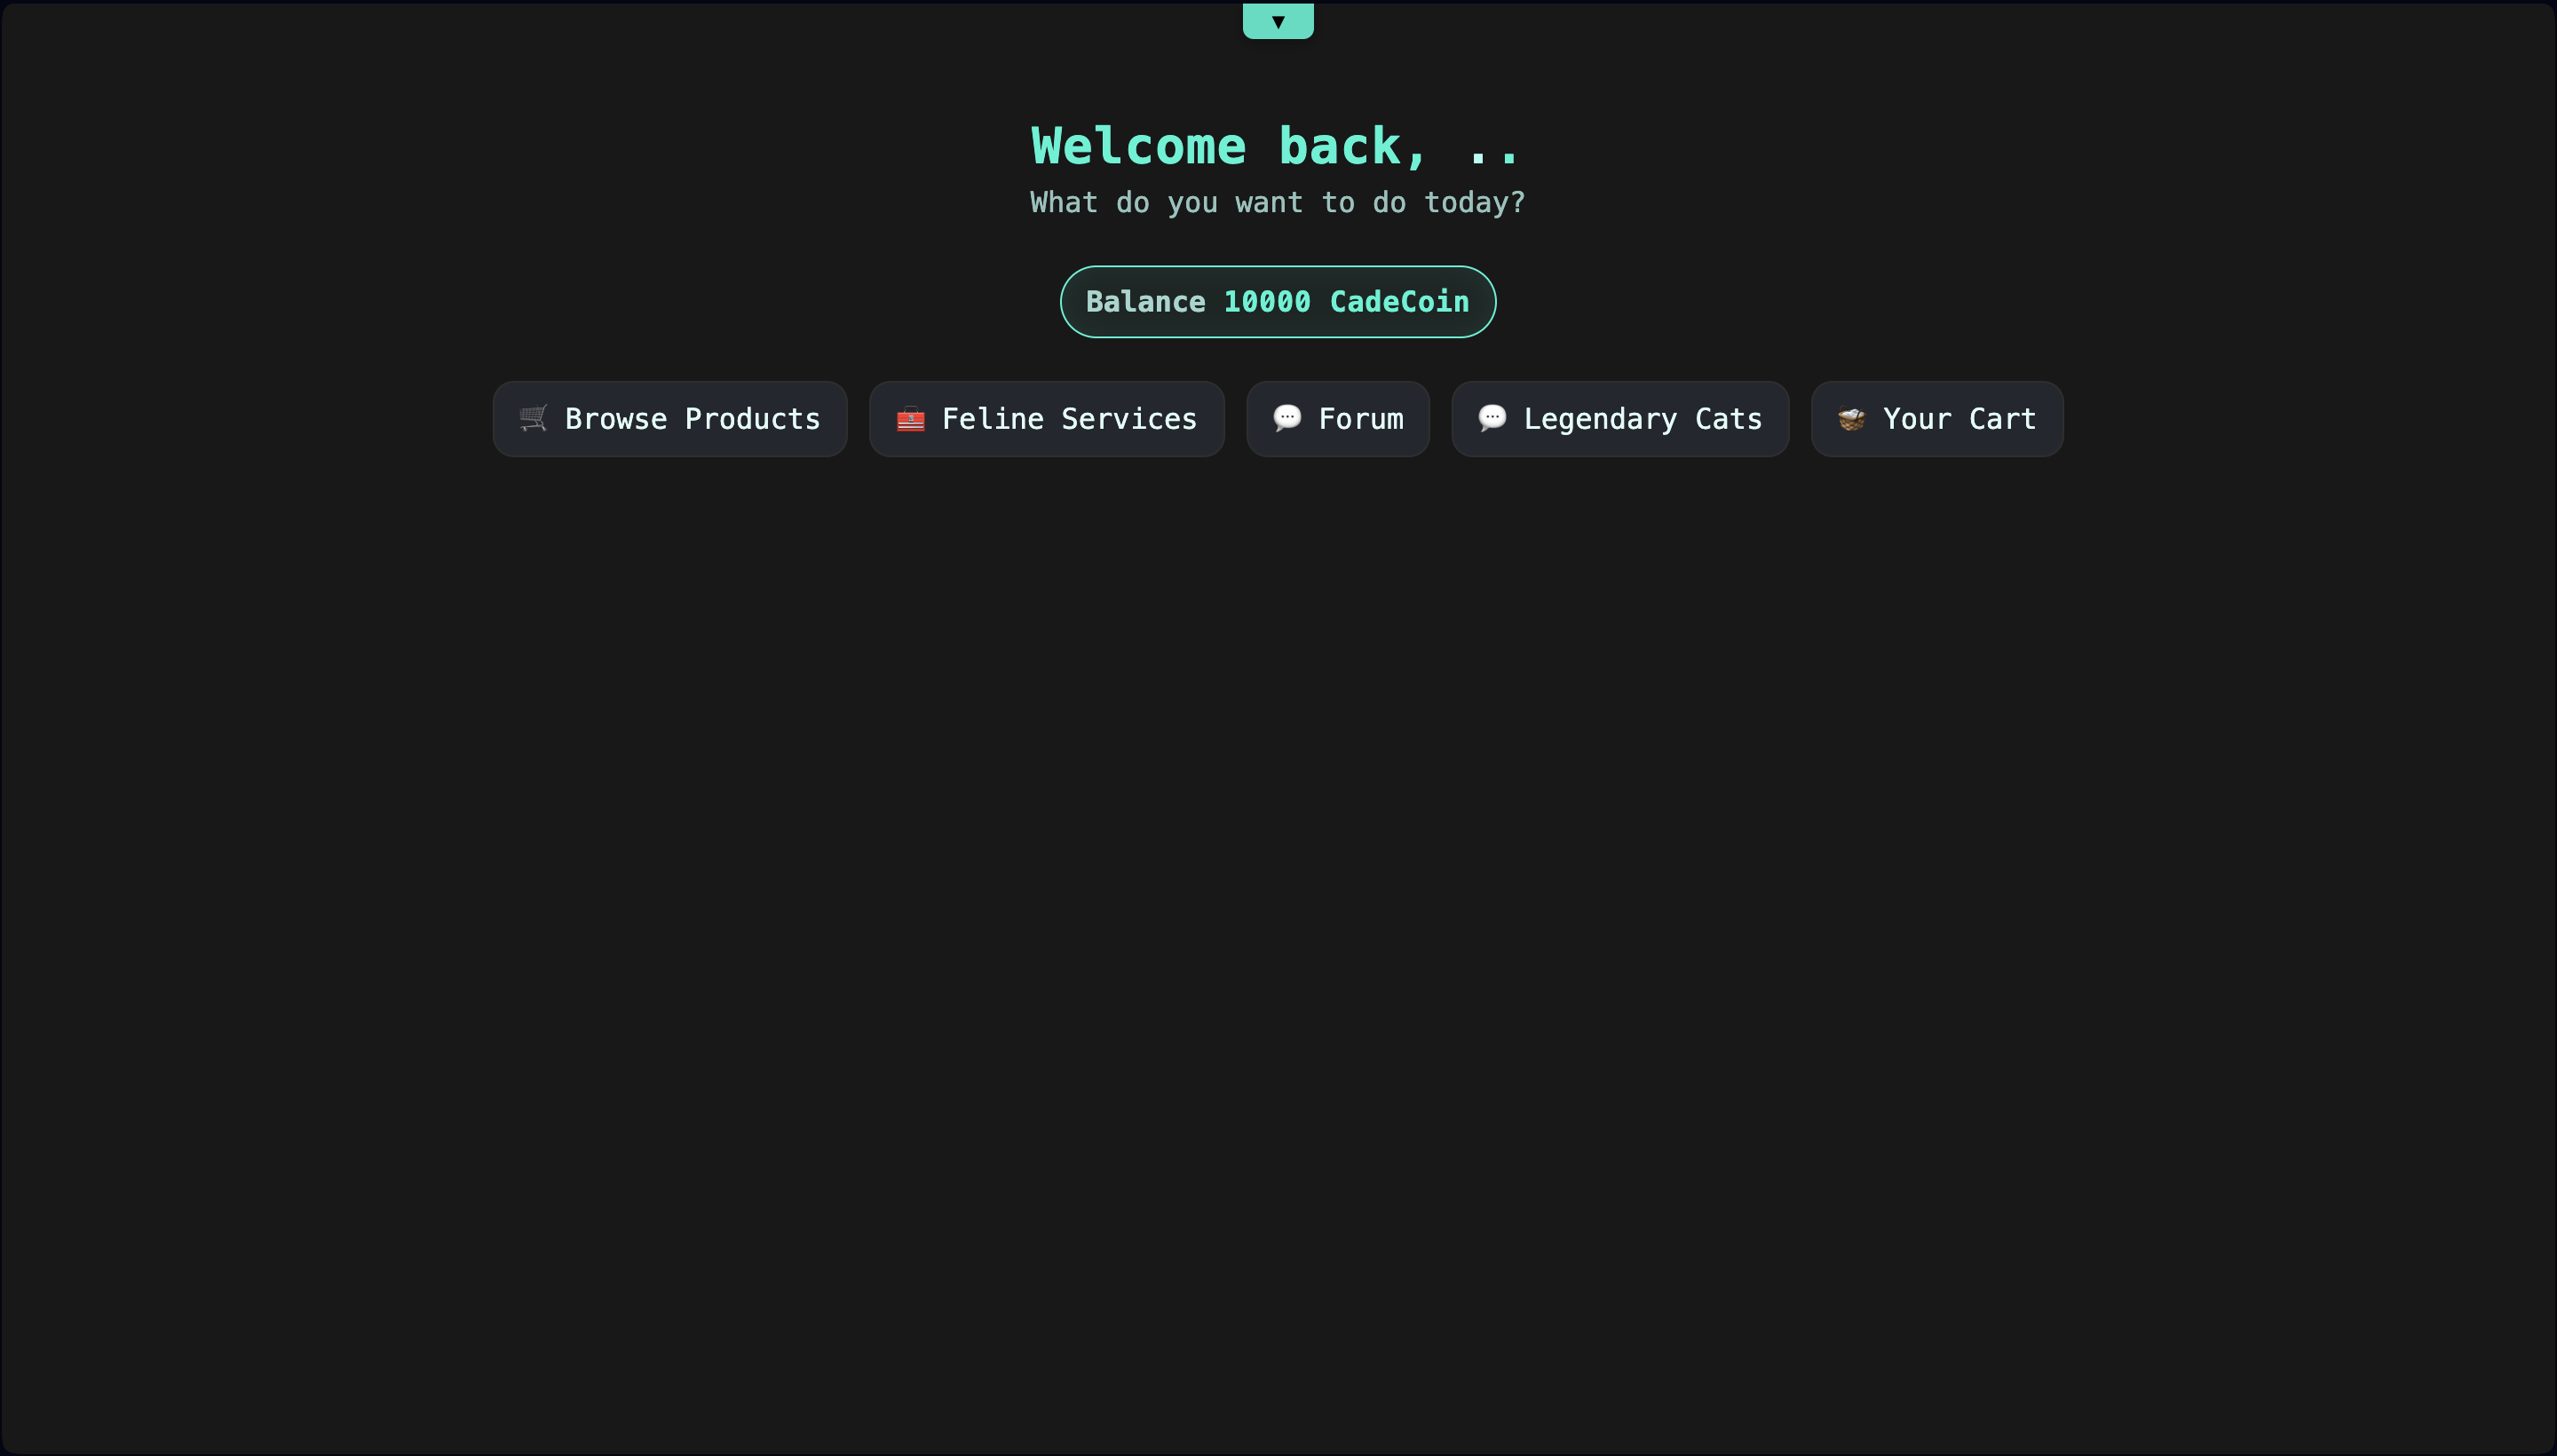 ▼
Welcome back, ..
What do you want to do today?
Balance 10000 CadeCoin
🛒 Browse Products 🧰 Feline Services 💬 Forum 💬 Legendary Cats 🧺 Your Cart